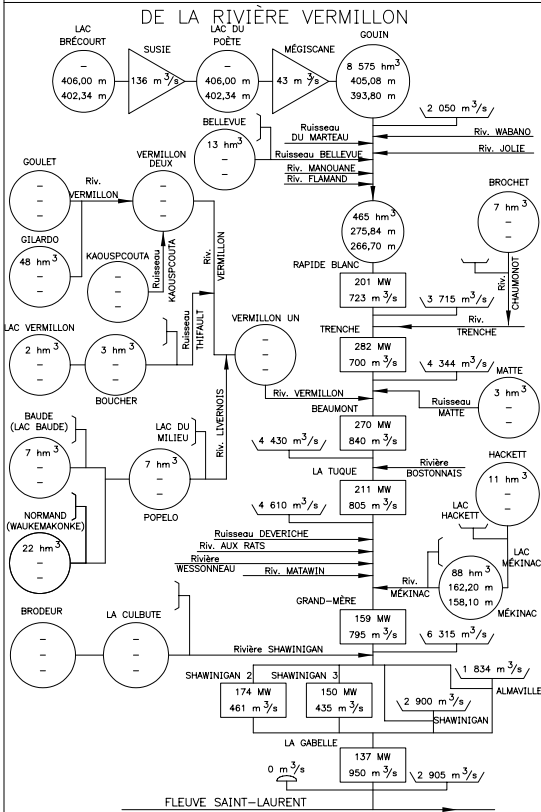 DE LA RIVIÈRE VERMILLON
LAC
BRÉCOURT
–
406,00 m
402,34 m
SUSIE
136 m³/s
LAC DU
POÈTE
–
406,00 m
402,34 m
MÉGISCANE
43 m³/s
GOUIN
8 575 hm³
405,08 m
393,80 m
2 050 m³/s
Ruisseau
DU MARTEAU
Riv. WABANO
Riv. JOLIE
BELLEVUE
13 hm³
–
–
Ruisseau BELLEVUE
Riv. MANOUANE
Riv. FLAMAND
GOULET
–
–
–
Riv.
VERMILLON
VERMILLON
DEUX
–
–
–
GILARDO
48 hm³
–
–
KAOUSPCOUTA
–
–
–
Ruisseau
KAOUSPCOUTA
Riv.
VERMILLON
BROCHET
7 hm³
–
–
Riv.
CHAUMONOT
465 hm³
275,84 m
266,70 m
RAPIDE BLANC
201 MW
723 m³/s
3 715 m³/s
Riv.
TRENCHE
TRENCHE
282 MW
700 m³/s
4 344 m³/s
LAC VERMILLON
2 hm³
–
–
3 hm³
–
–
BOUCHER
Ruisseau
THIFAULT
VERMILLON UN
–
–
–
Riv. VERMILLON
MATTE
3 hm³
–
–
Ruisseau
MATTE
BEAUMONT
270 MW
840 m³/s
4 430 m³/s
BAUDE
(LAC BAUDE)
7 hm³
–
–
LAC DU
MILIEU
Riv. LIVERNOIS
7 hm³
–
–
POPELO
NORMAND
(WAUKEMAKONKE)
22 hm³
–
–
Rivière
BOSTONNAIS
LA TUQUE
211 MW
805 m³/s
4 610 m³/s
HACKETT
11 hm³
–
–
LAC
HACKETT
LAC
MÉKINAC
Ruisseau DEVERICHE
Riv. AUX RATS
Rivière
WESSONNEAU
Riv. MATAWIN
88 hm³
162,20 m
158,10 m
MÉKINAC
Riv.
MÉKINAC
GRAND-MÈRE
159 MW
795 m³/s
6 315 m³/s
BRODEUR
–
–
–
LA CULBUTE
–
–
–
Rivière SHAWINIGAN
SHAWINIGAN 2
174 MW
461 m³/s
SHAWINIGAN 3
150 MW
435 m³/s
2 900 m³/s
SHAWINIGAN
1 834 m³/s
ALMAVILLE
LA GABELLE
137 MW
950 m³/s
0 m³/s
2 905 m³/s
FLEUVE SAINT-LAURENT